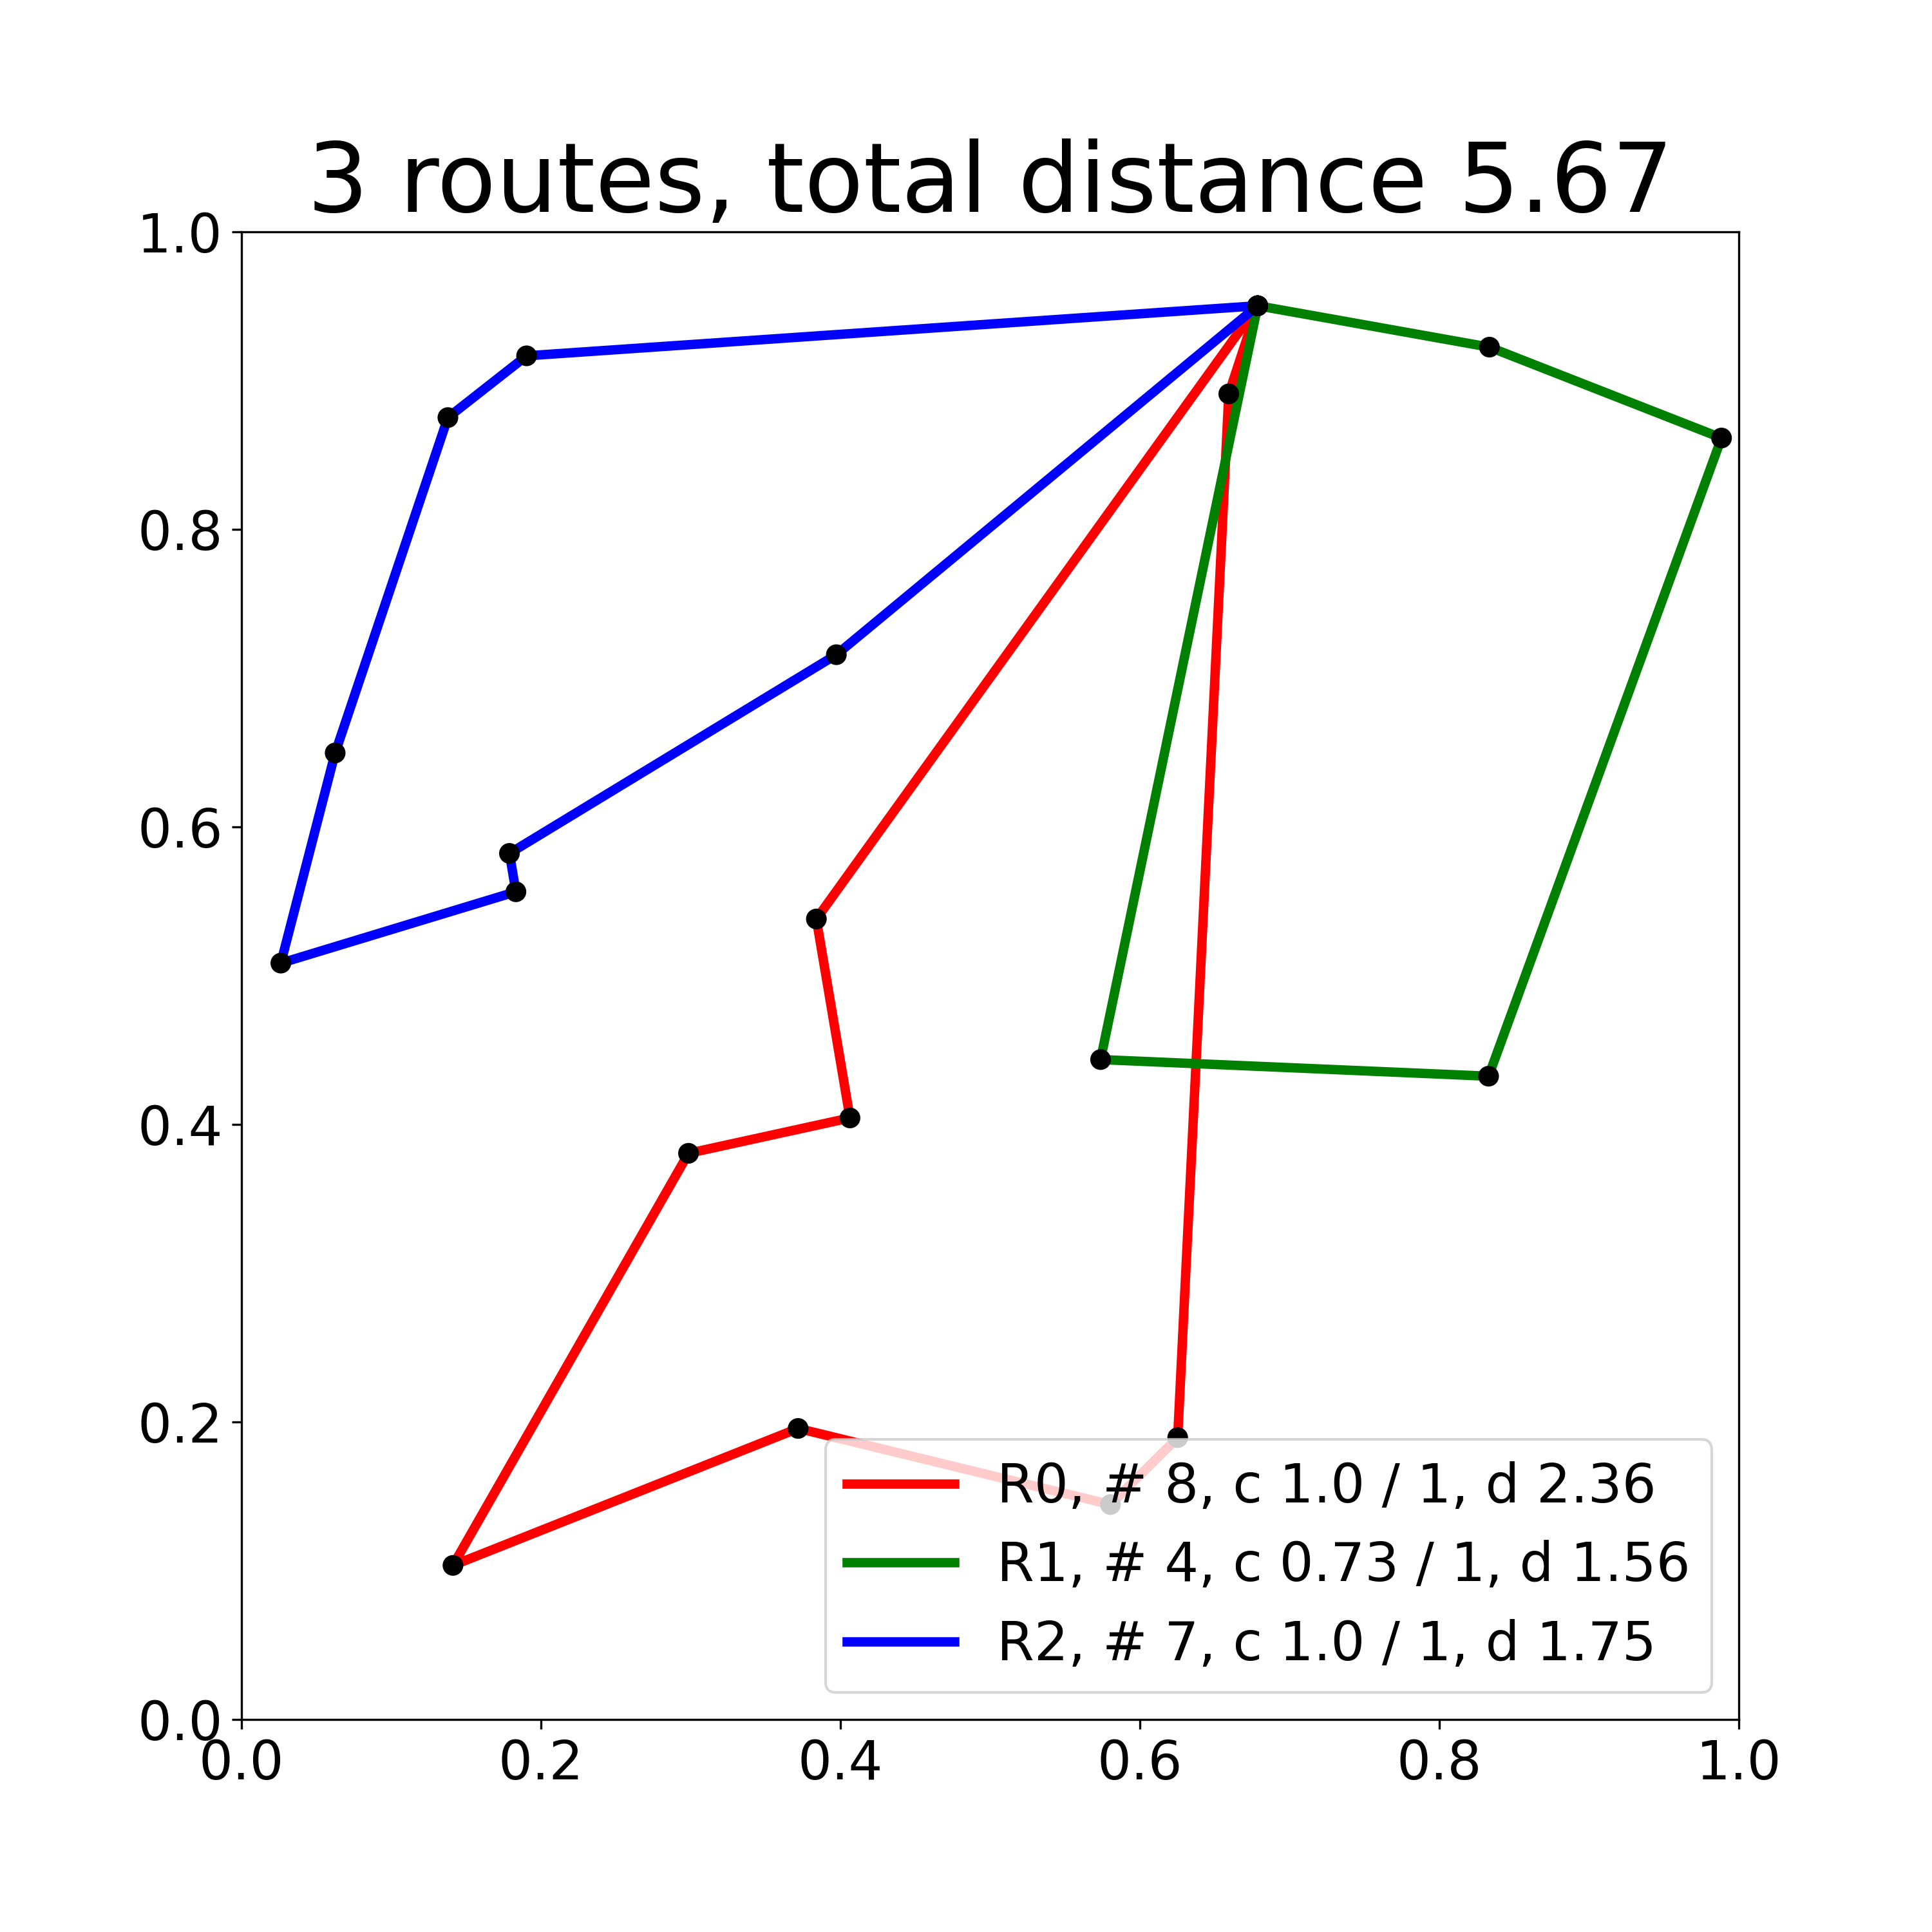 3 routes, total distance 5.67
1.0
0.8
0.6
0.4
0.2
0.0
R0, # 8, c 1.0 / 1, d 2.36
R1, # 4, c 0.73 / 1, d 1.56
R2, # 7, c 1.0 / 1, d 1.75
0.0 0.2 0.4 0.6 0.8 1.0